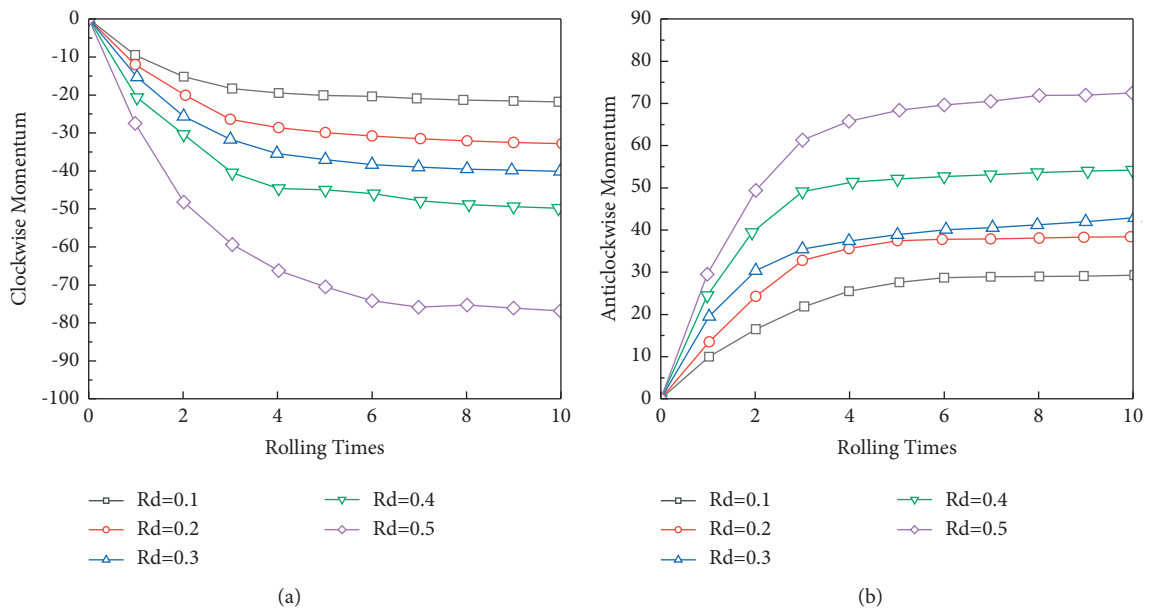 0
-10
-20
-30
-40
-50
-60
-70
-80
-90
-100
Clockwise Momentum
0 2 4 6 8 10
Rolling Times
Rd=0.1 Rd=0.4
Rd=0.2 Rd=0.5
Rd=0.3
(a)
90
80
70
60
50
40
30
20
10
0
Anticlockwise Momentum
0 2 4 6 8 10
Rolling Times
Rd=0.1 Rd=0.4
Rd=0.2 Rd=0.5
Rd=0.3
(b)